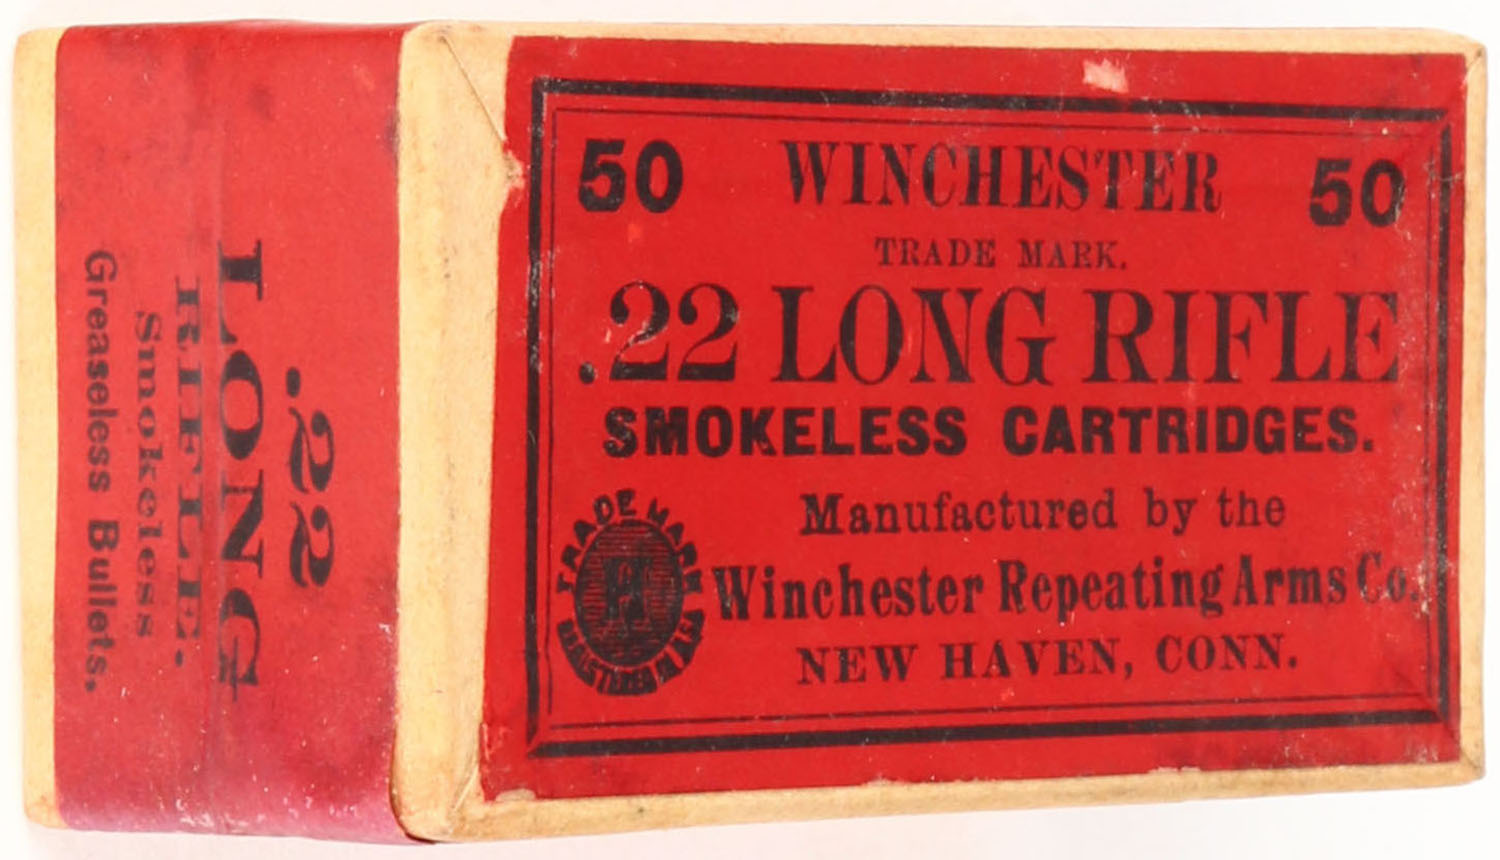 50 WINCHESTER 50
TRADE MARK.
.22 LONG RIFLE
SMOKELESS CARTRIDGES.
Manufactured by the
Winchester Repeating Arms Co.
NEW HAVEN, CONN.
TRADE MARK
.22
LONG
RIFLE.
Smokeless
Greaseless Bullets.